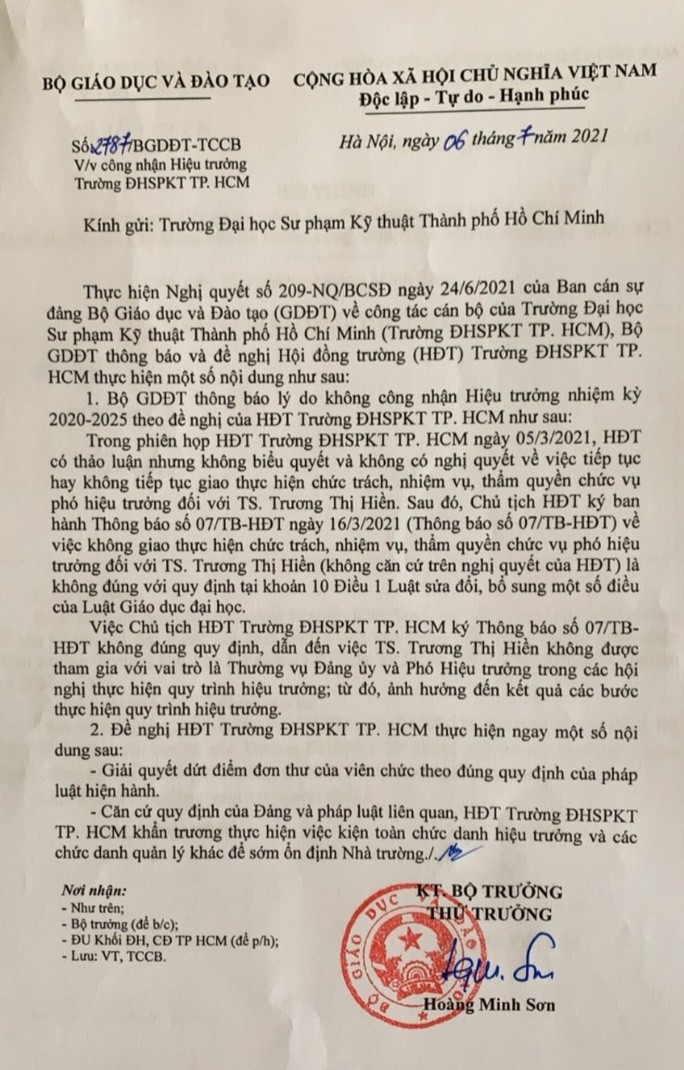 BỘ GIÁO DỤC VÀ ĐÀO TẠO
CỘNG HÒA XÃ HỘI CHỦ NGHĨA VIỆT NAM
Độc lập - Tự do - Hạnh phúc
Số: 2787/BGDĐT-TCCB
V/v công nhận Hiệu trưởng
Trường ĐHSPKT TP. HCM
Hà Nội, ngày 06 tháng 7 năm 2021
Kính gửi: Trường Đại học Sư phạm Kỹ thuật Thành phố Hồ Chí Minh
Thực hiện Nghị quyết số 209-NQ/BCSĐ ngày 24/6/2021 của Ban cán sự
đảng Bộ Giáo dục và Đào tạo (GDĐT) về công tác cán bộ của Trường Đại học
Sư phạm Kỹ thuật Thành phố Hồ Chí Minh (Trường ĐHSPKT TP. HCM), Bộ
GDĐT thông báo và đề nghị Hội đồng trường (HĐT) Trường ĐHSPKT TP.
HCM thực hiện một số nội dung như sau:
1. Bộ GDĐT thông báo lý do không công nhận Hiệu trưởng nhiệm kỳ
2020-2025 theo đề nghị của HĐT Trường ĐHSPKT TP. HCM như sau:
Trong phiên họp HĐT Trường ĐHSPKT TP. HCM ngày 05/3/2021, HĐT
có thảo luận nhưng không biểu quyết và không có nghị quyết về việc tiếp tục
hay không tiếp tục giao thực hiện chức trách, nhiệm vụ, thẩm quyền chức vụ
phó hiệu trưởng đối với TS. Trương Thị Hiền. Sau đó, Chủ tịch HĐT ký ban
hành Thông báo số 07/TB-HĐT ngày 16/3/2021 (Thông báo số 07/TB-HĐT) về
việc không giao thực hiện chức trách, nhiệm vụ, thẩm quyền chức vụ phó hiệu
trưởng đối với TS. Trương Thị Hiền (không căn cứ trên nghị quyết của HĐT) là
không đúng với quy định tại khoản 10 Điều 1 Luật sửa đổi, bổ sung một số điều
của Luật Giáo dục đại học.
Việc Chủ tịch HĐT Trường ĐHSPKT TP. HCM ký Thông báo số 07/TB-
HĐT không đúng quy định, dẫn đến việc TS. Trương Thị Hiền không được
tham gia với vai trò là Thường vụ Đảng ủy và Phó Hiệu trưởng trong các hội
nghị thực hiện quy trình hiệu trưởng; từ đó, ảnh hưởng đến kết quả các bước
thực hiện quy trình hiệu trưởng.
2. Đề nghị HĐT Trường ĐHSPKT TP. HCM thực hiện ngay một số nội
dung sau:
- Giải quyết dứt điểm đơn thư của viên chức theo đúng quy định của pháp
luật hiện hành.
- Căn cứ quy định của Đảng và pháp luật liên quan, HĐT Trường ĐHSPKT
TP. HCM khẩn trương thực hiện việc kiện toàn chức danh hiệu trưởng và các
chức danh quản lý khác để sớm ổn định Nhà trường./.
Nơi nhận:
- Như trên;
- Bộ trưởng (để b/c);
- ĐU Khối ĐH, CĐ TP HCM (để p/h);
- Lưu: VT, TCCB.
KT. BỘ TRƯỞNG
THỨ TRƯỞNG
BỘ GIÁO DỤC VÀ ĐÀO TẠO
Hoàng Minh Sơn